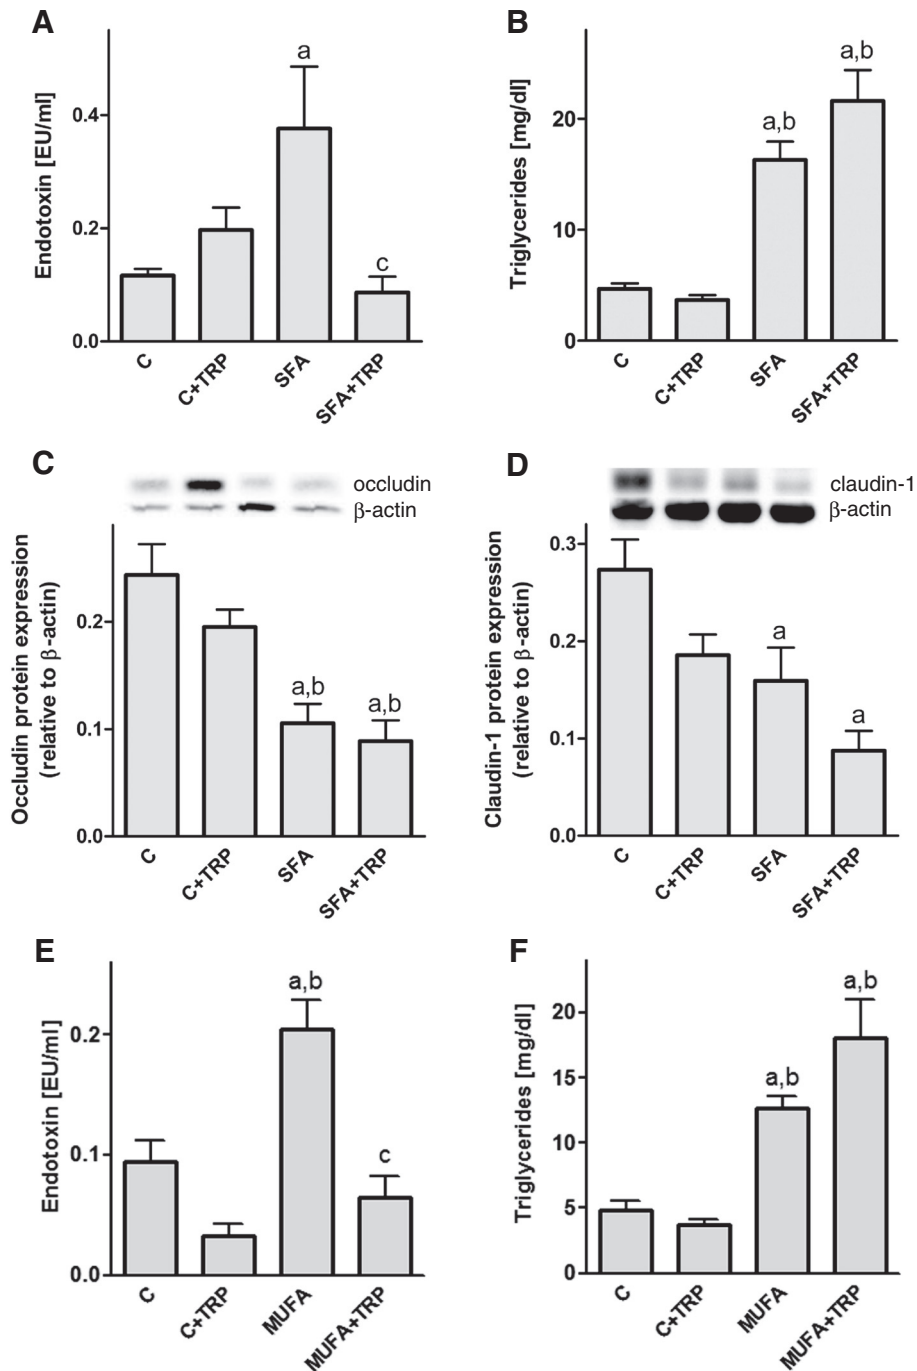 A
Endotoxin [EU/ml]
0.4
0.2
0.0
a
c
C
C+TRP
SFA
SFA+TRP
B
Triglycerides [mg/dl]
20
10
0
a,b
a,b
C
C+TRP
SFA
SFA+TRP
C
occludin
β-actin
Occludin protein expression
(relative to β-actin)
0.2
0.1
0.0
a,b
a,b
C
C+TRP
SFA
SFA+TRP
D
claudin-1
β-actin
Claudin-1 protein expression
(relative to β-actin)
0.3
0.2
0.1
0.0
a
a
C
C+TRP
SFA
SFA+TRP
E
Endotoxin [EU/ml]
0.2
0.1
0.0
a,b
c
C
C+TRP
MUFA
MUFA+TRP
F
Triglycerides [mg/dl]
20
15
10
5
0
a,b
a,b
C
C+TRP
MUFA
MUFA+TRP